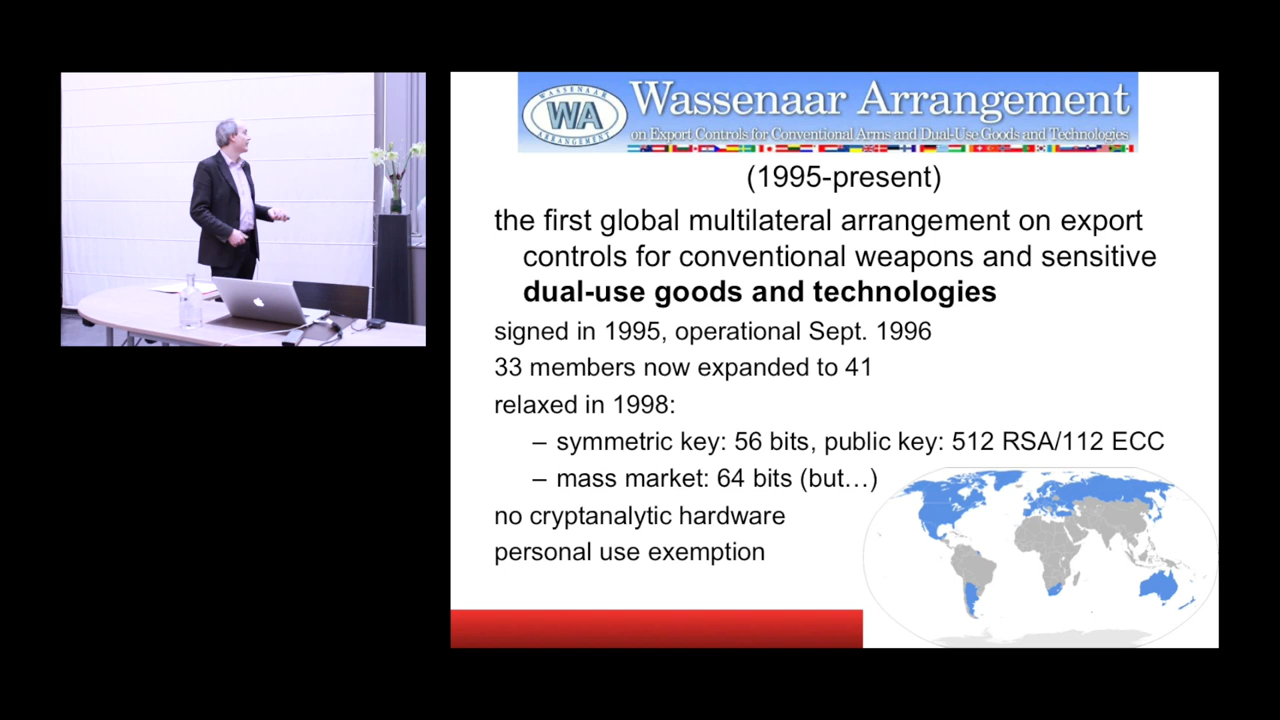 WASSENAAR
WA
ARRANGEMENT
Wassenaar Arrangement
on Export Controls for Conventional Arms and Dual-Use Goods and Technologies
(1995-present)
the first global multilateral arrangement on export
controls for conventional weapons and sensitive
dual-use goods and technologies
signed in 1995, operational Sept. 1996
33 members now expanded to 41
relaxed in 1998:
– symmetric key: 56 bits, public key: 512 RSA/112 ECC
– mass market: 64 bits (but…)
no cryptanalytic hardware
personal use exemption